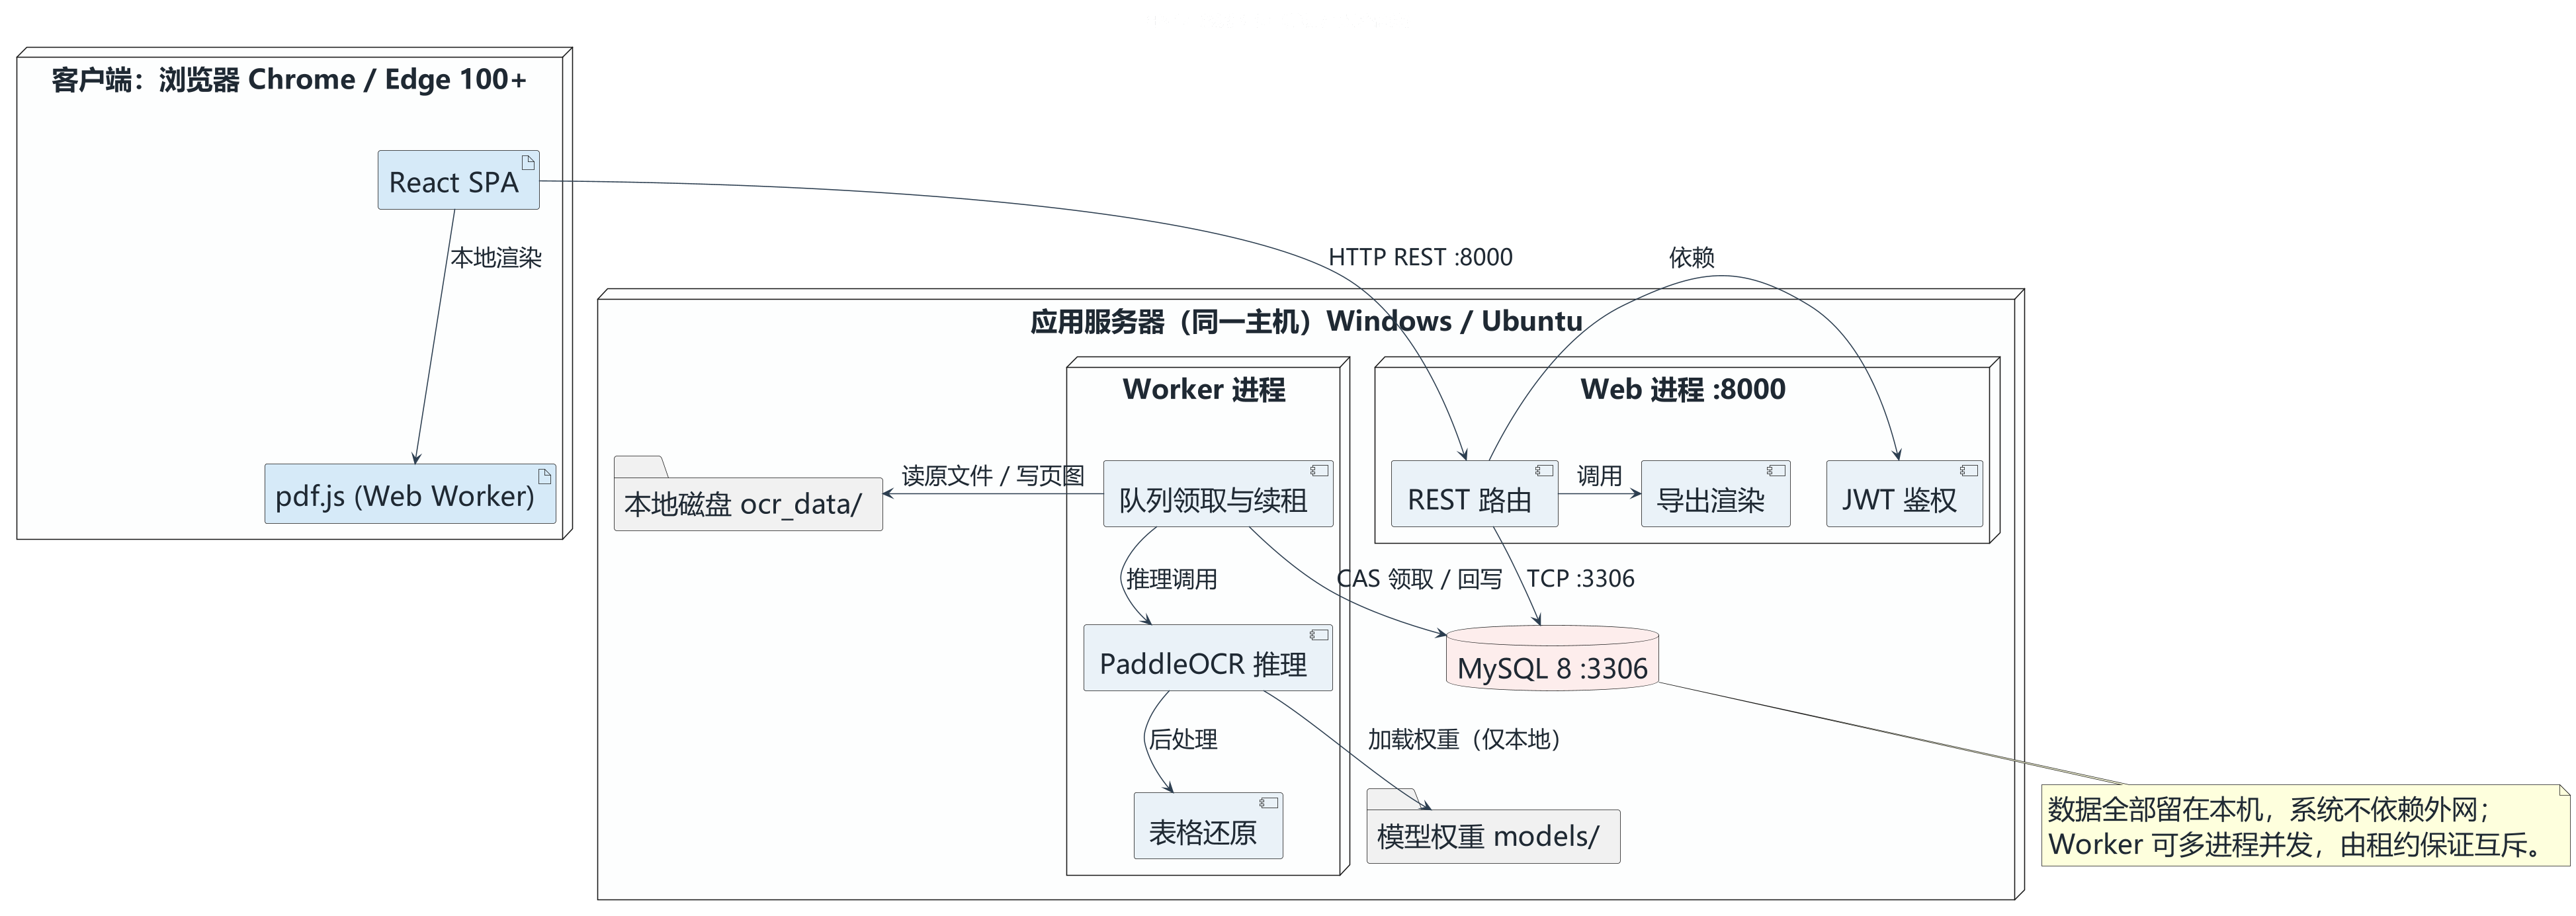 客户端：浏览器 Chrome / Edge 100+
React SPA
本地渲染
pdf.js (Web Worker)
HTTP REST :8000
依赖
应用服务器（同一主机）Windows / Ubuntu
Worker 进程
Web 进程 :8000
本地磁盘 ocr_data/
读原文件 / 写页图
队列领取与续租
REST 路由
调用
导出渲染
JWT 鉴权
推理调用
CAS 领取 / 回写
TCP :3306
PaddleOCR 推理
MySQL 8 :3306
后处理
加载权重（仅本地）
表格还原
模型权重 models/
数据全部留在本机，系统不依赖外网；
Worker 可多进程并发，由租约保证互斥。